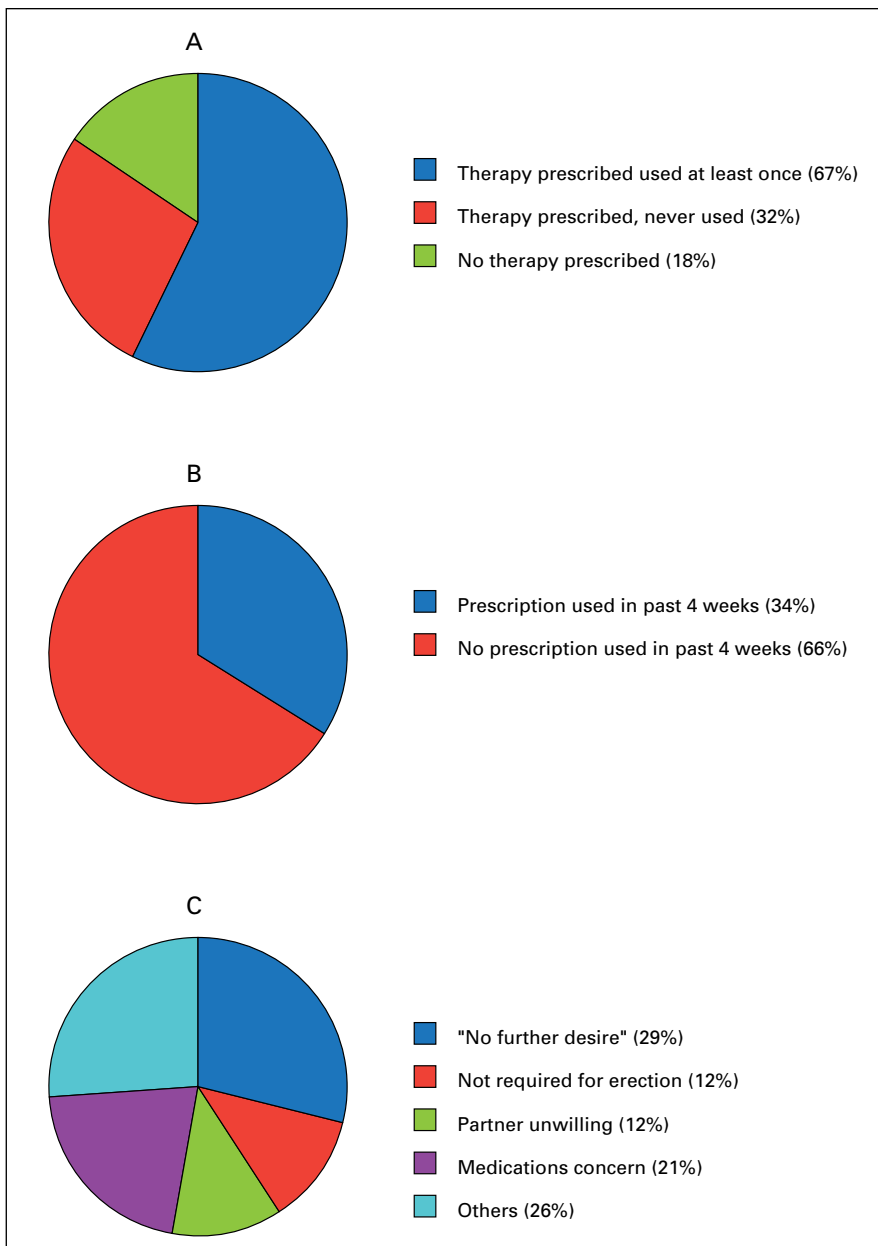 A
Therapy prescribed used at least once (67%)
Therapy prescribed, never used (32%)
No therapy prescribed (18%)
B
Prescription used in past 4 weeks (34%)
No prescription used in past 4 weeks (66%)
C
"No further desire" (29%)
Not required for erection (12%)
Partner unwilling (12%)
Medications concern (21%)
Others (26%)